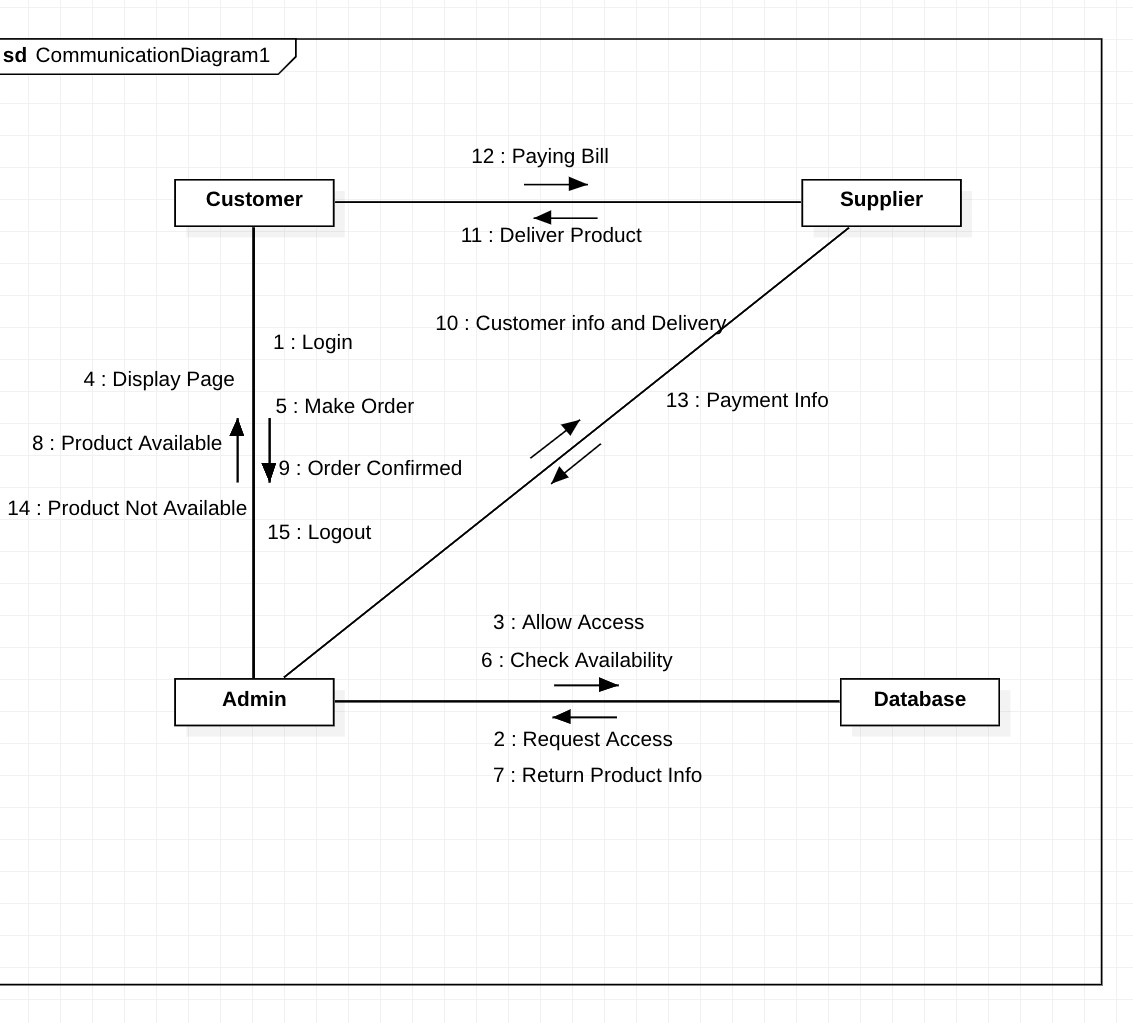 sd CommunicationDiagram1
12 : Paying Bill
Customer
Supplier
11 : Deliver Product
10 : Customer info and Delivery
1 : Login
4 : Display Page
13 : Payment Info
5 : Make Order
8 : Product Available
9 : Order Confirmed
14 : Product Not Available
15 : Logout
3 : Allow Access
6 : Check Availability
Admin
Database
2 : Request Access
7 : Return Product Info